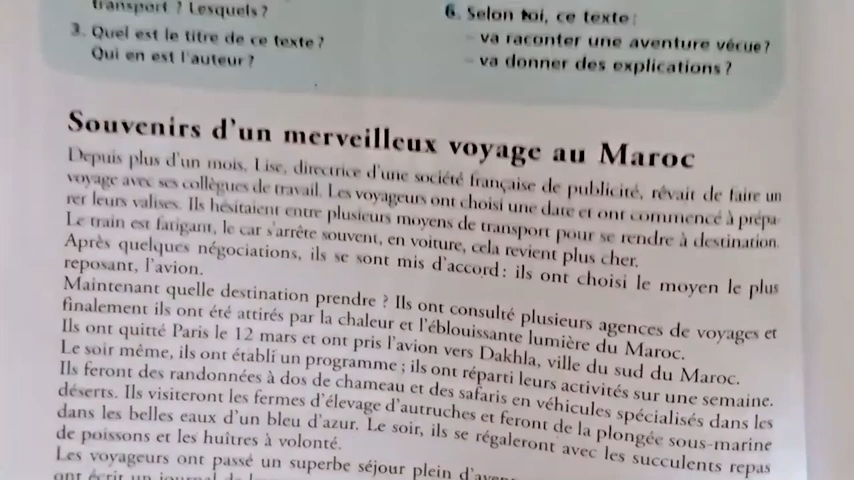 transport ? Lesquels ?
3. Quel est le titre de ce texte ?
Qui en est l'auteur ?
6. Selon toi, ce texte :
- va raconter une aventure vécue ?
- va donner des explications ?
Souvenirs d'un merveilleux voyage au Maroc
Depuis plus d'un mois, Lise, directrice d'une société française de publicité, rêvait de faire un
voyage avec ses collègues de travail. Les voyageurs ont choisi une date et ont commencé à prépa-
rer leurs valises. Ils hésitaient entre plusieurs moyens de transport pour se rendre à destination.
Le train est fatigant, le car s'arrête souvent, en voiture, cela revient plus cher.
Après quelques négociations, ils se sont mis d'accord : ils ont choisi le moyen le plus
reposant, l'avion.
Maintenant quelle destination prendre ? Ils ont consulté plusieurs agences de voyages et
finalement ils ont été attirés par la chaleur et l'éblouissante lumière du Maroc.
Ils ont quitté Paris le 12 mars et ont pris l'avion vers Dakhla, ville du sud du Maroc.
Le soir même, ils ont établi un programme ; ils ont réparti leurs activités sur une semaine.
Ils feront des randonnées à dos de chameau et des safaris en véhicules spécialisés dans les
déserts. Ils visiteront les fermes d'élevage d'autruches et feront de la plongée sous-marine
dans les belles eaux d'un bleu d'azur. Le soir, ils se régaleront avec les succulents repas
de poissons et les huîtres à volonté.
Les voyageurs ont passé un superbe séjour plein d'aven
ont écrit un journal de